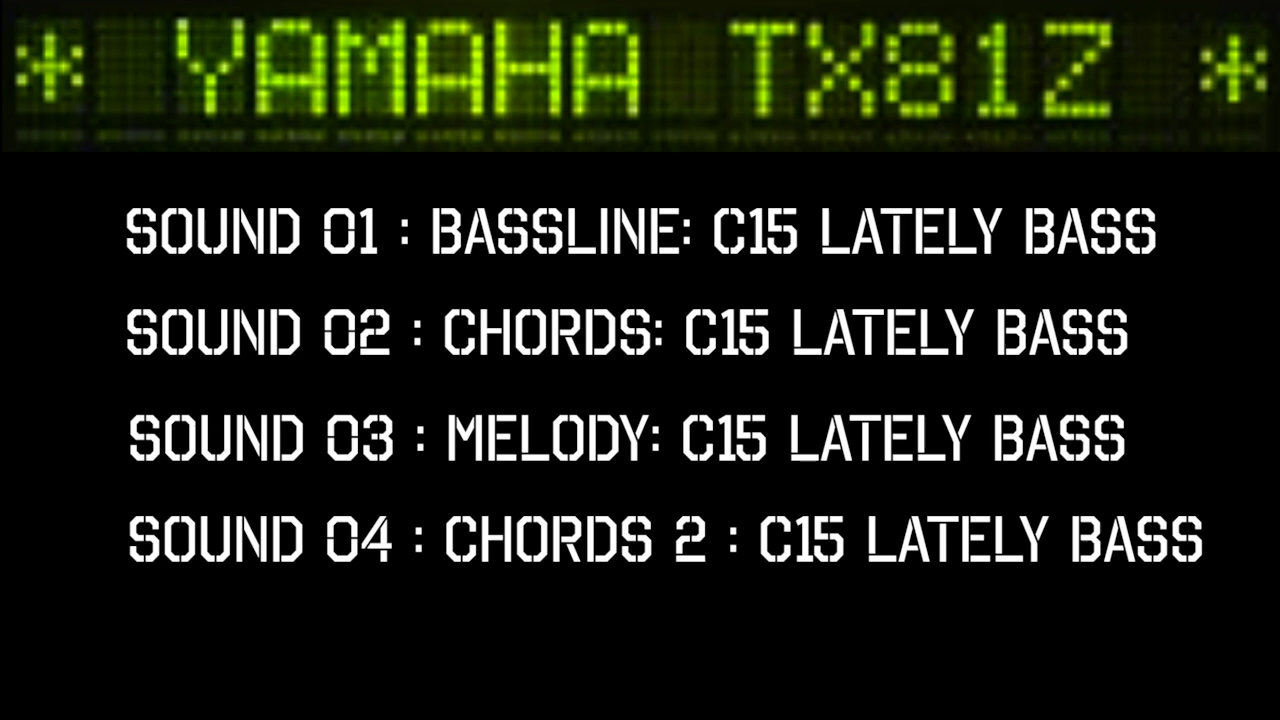 * YAMAHA TX81Z *
SOUND 01 : BASSLINE: C15 LATELY BASS
SOUND 02 : CHORDS: C15 LATELY BASS
SOUND 03 : MELODY: C15 LATELY BASS
SOUND 04 : CHORDS 2 : C15 LATELY BASS